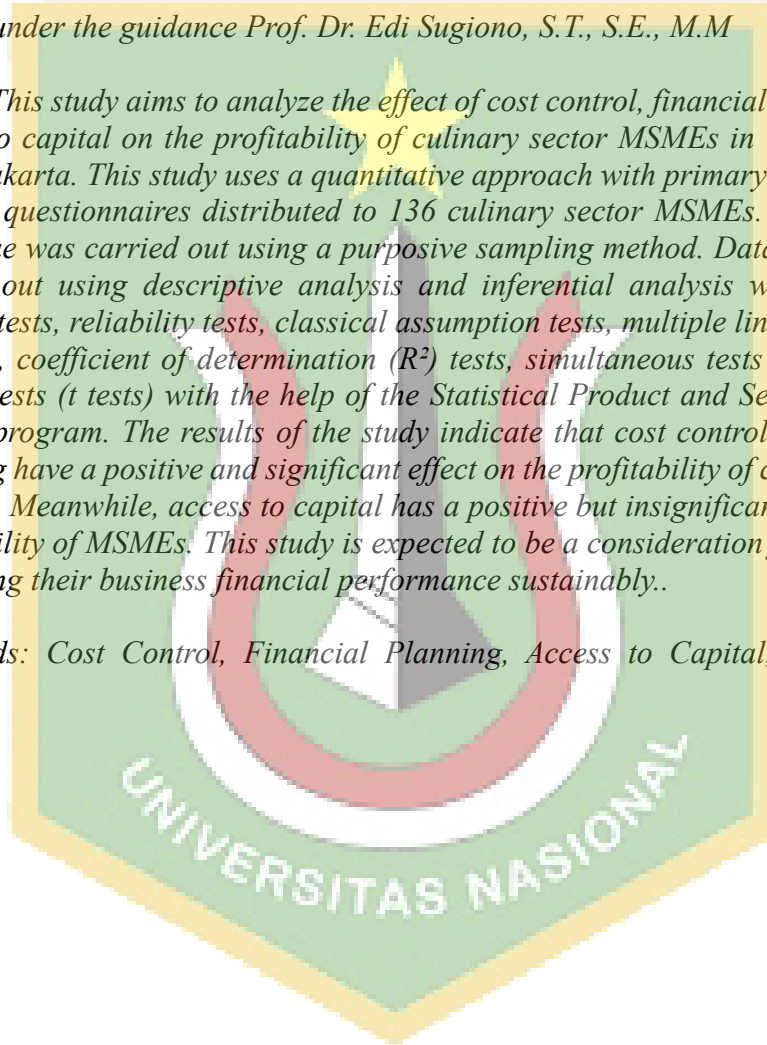 under the guidance Prof. Dr. Edi Sugiono, S.T., S.E., M.M
This study aims to analyze the effect of cost control, financial
o capital on the profitability of culinary sector MSMEs in
karta. This study uses a quantitative approach with primary
questionnaires distributed to 136 culinary sector MSMEs.
ue was carried out using a purposive sampling method. Data
out using descriptive analysis and inferential analysis w
tests, reliability tests, classical assumption tests, multiple lin
, coefficient of determination (R²) tests, simultaneous tests
ests (t tests) with the help of the Statistical Product and Se
program. The results of the study indicate that cost control
g have a positive and significant effect on the profitability of c
Meanwhile, access to capital has a positive but insignifican
ility of MSMEs. This study is expected to be a consideration
ng their business financial performance sustainably..
ds: Cost Control, Financial Planning, Access to Capital,
UNIVERSITAS NASIONAL